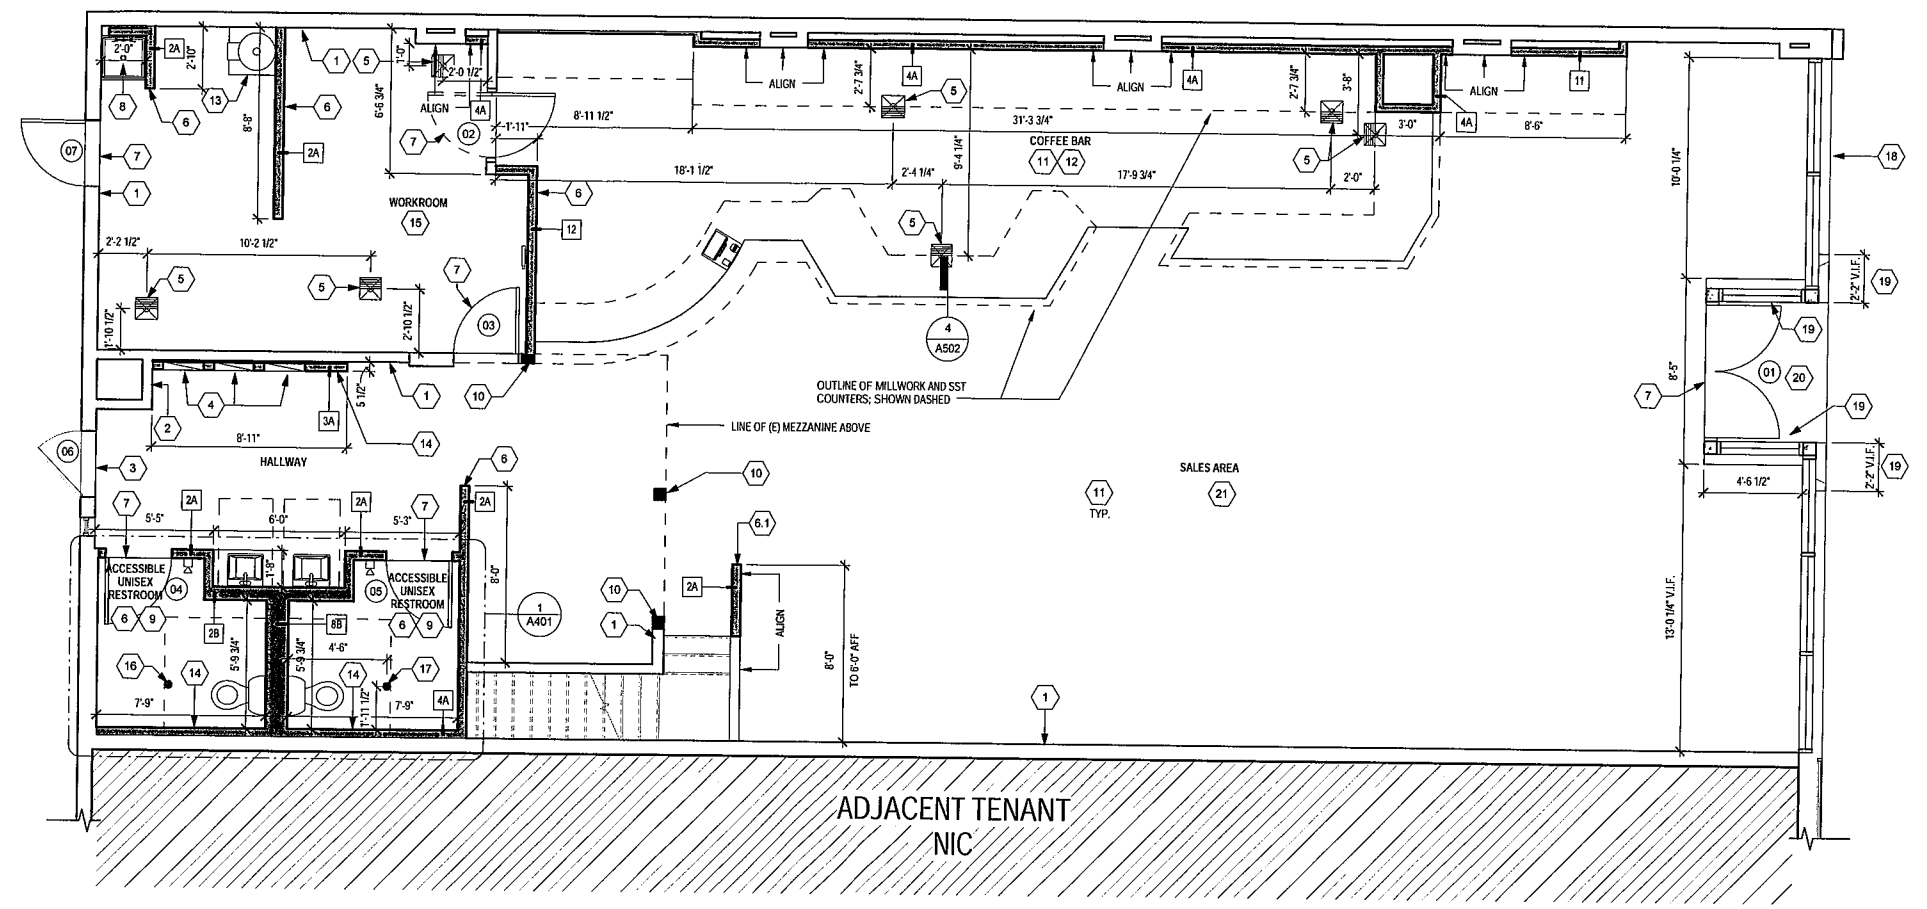 2'-0"
2A
2'-10"
8
13
6
8'-8"
6
2A
1
5
1'-0"
2'-0 1/2"
6'-6 3/4"
ALIGN
4A
7
02
1'-11"
8'-11 1/2"
ALIGN
2'-7 3/4"
4A
5
31'-3 3/4"
ALIGN
4A
2'-7 3/4"
3'-8"
ALIGN
11
4A
3'-0"
8'-6"
07
7
1
COFFEE BAR
11
12
9'-4 1/4"
5
18
10'-0 1/4"
18'-1 1/2"
2'-4 1/4"
17'-9 3/4"
2'-0"
6
WORKROOM
15
12
5
2'-2 1/2"
10'-2 1/2"
5
5
7
2'-2" V.I.F.
19
1'-10 1/2"
2'-10 1/2"
03
4
A502
19
01
20
8'-5"
7
19
4
2
3A
5 1/2"
1
10
14
8'-11"
OUTLINE OF MILLWORK AND SST
COUNTERS; SHOWN DASHED
LINE OF (E) MEZZANINE ABOVE
06
3
HALLWAY
6
10
SALES AREA
21
11
TYP.
4'-6 1/2"
2'-2" V.I.F.
19
7
2A
2A
7
2A
5'-5"
6'-0"
5'-3"
6.1
ACCESSIBLE
UNISEX
RESTROOM
04
1'-8"
05
ACCESSIBLE
UNISEX
RESTROOM
8'-0"
2A
ALIGN
10
1
1
A401
6
9
2B
8B
6
9
5'-9 3/4"
5'-9 3/4"
4'-6"
13'-0 1/4" V.I.F.
8'-0"
TO 6'-0" AFF
16
14
14
17
1'-11 1/2"
7'-9"
7'-9"
4A
1
ADJACENT TENANT
NIC